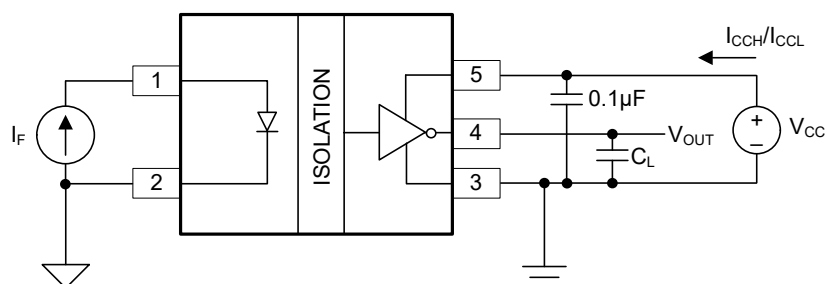 I_CCH/I_CCL
1
5
0.1µF
I_F
ISOLATION
4
V_OUT
+
−
V_CC
C_L
2
3